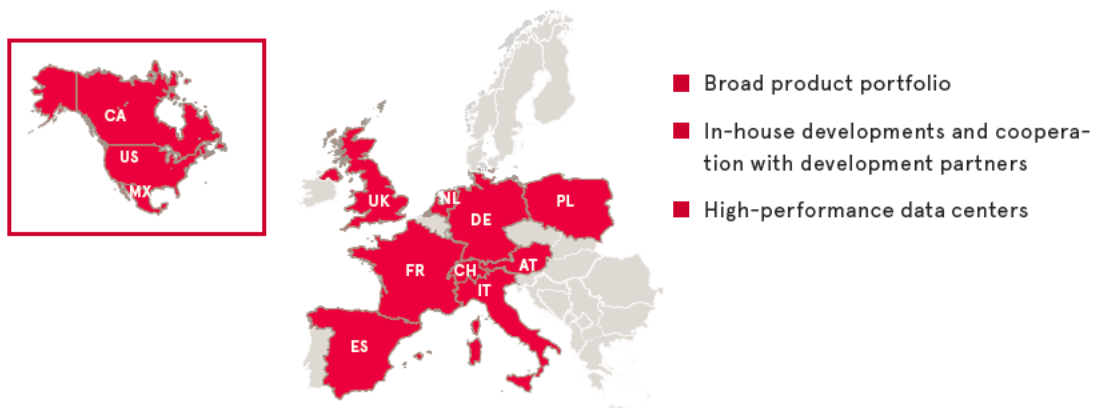 CA
US
MX
UK
NL
DE
PL
FR
CH
AT
IT
ES
Broad product portfolio
In-house developments and coopera-
tion with development partners
High-performance data centers